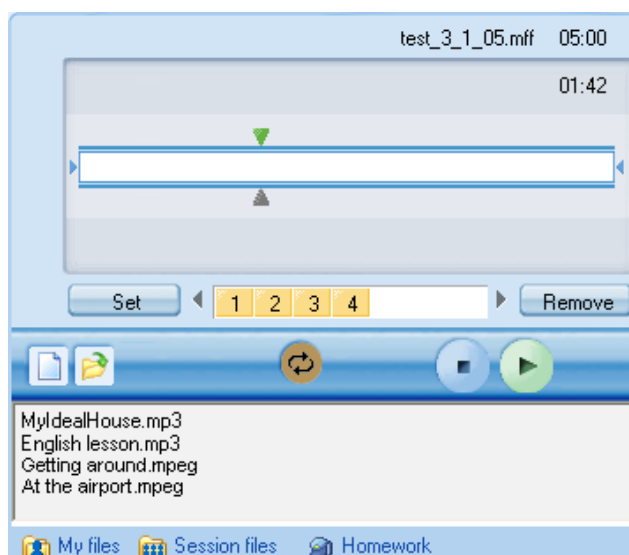 test_3_1_05.mff 05:00
01:42
Set 1 2 3 4 Remove
MyIdealHouse.mp3
English lesson.mp3
Getting around.mpeg
At the airport.mpeg
My files Session files Homework